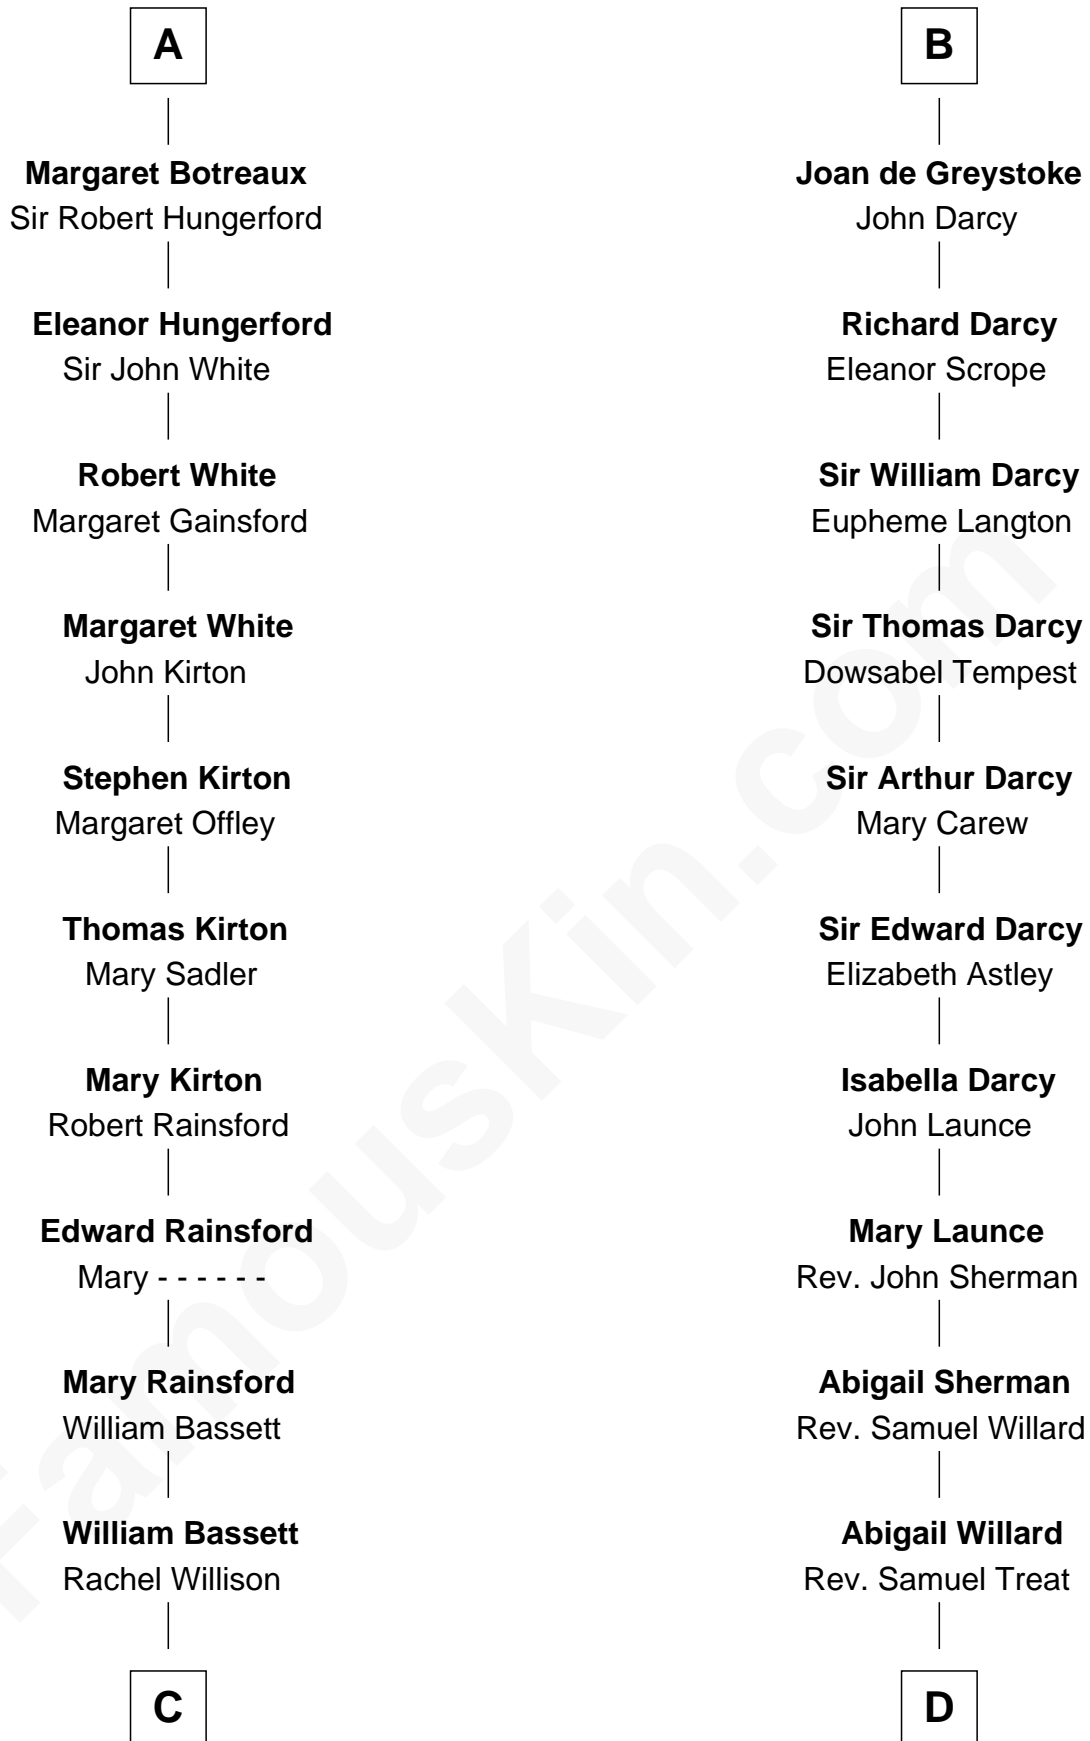 A
Margaret Botreaux
Sir Robert Hungerford
Eleanor Hungerford
Sir John White
Robert White
Margaret Gainsford
Margaret White
John Kirton
Stephen Kirton
Margaret Offley
Thomas Kirton
Mary Sadler
Mary Kirton
Robert Rainsford
Edward Rainsford
Mary - - - - - -
Mary Rainsford
William Bassett
William Bassett
Rachel Willison
C
B
Joan de Greystoke
John Darcy
Richard Darcy
Eleanor Scrope
Sir William Darcy
Eupheme Langton
Sir Thomas Darcy
Dowsabel Tempest
Sir Arthur Darcy
Mary Carew
Sir Edward Darcy
Elizabeth Astley
Isabella Darcy
John Launce
Mary Launce
Rev. John Sherman
Abigail Sherman
Rev. Samuel Willard
Abigail Willard
Rev. Samuel Treat
D
FamousKin.com